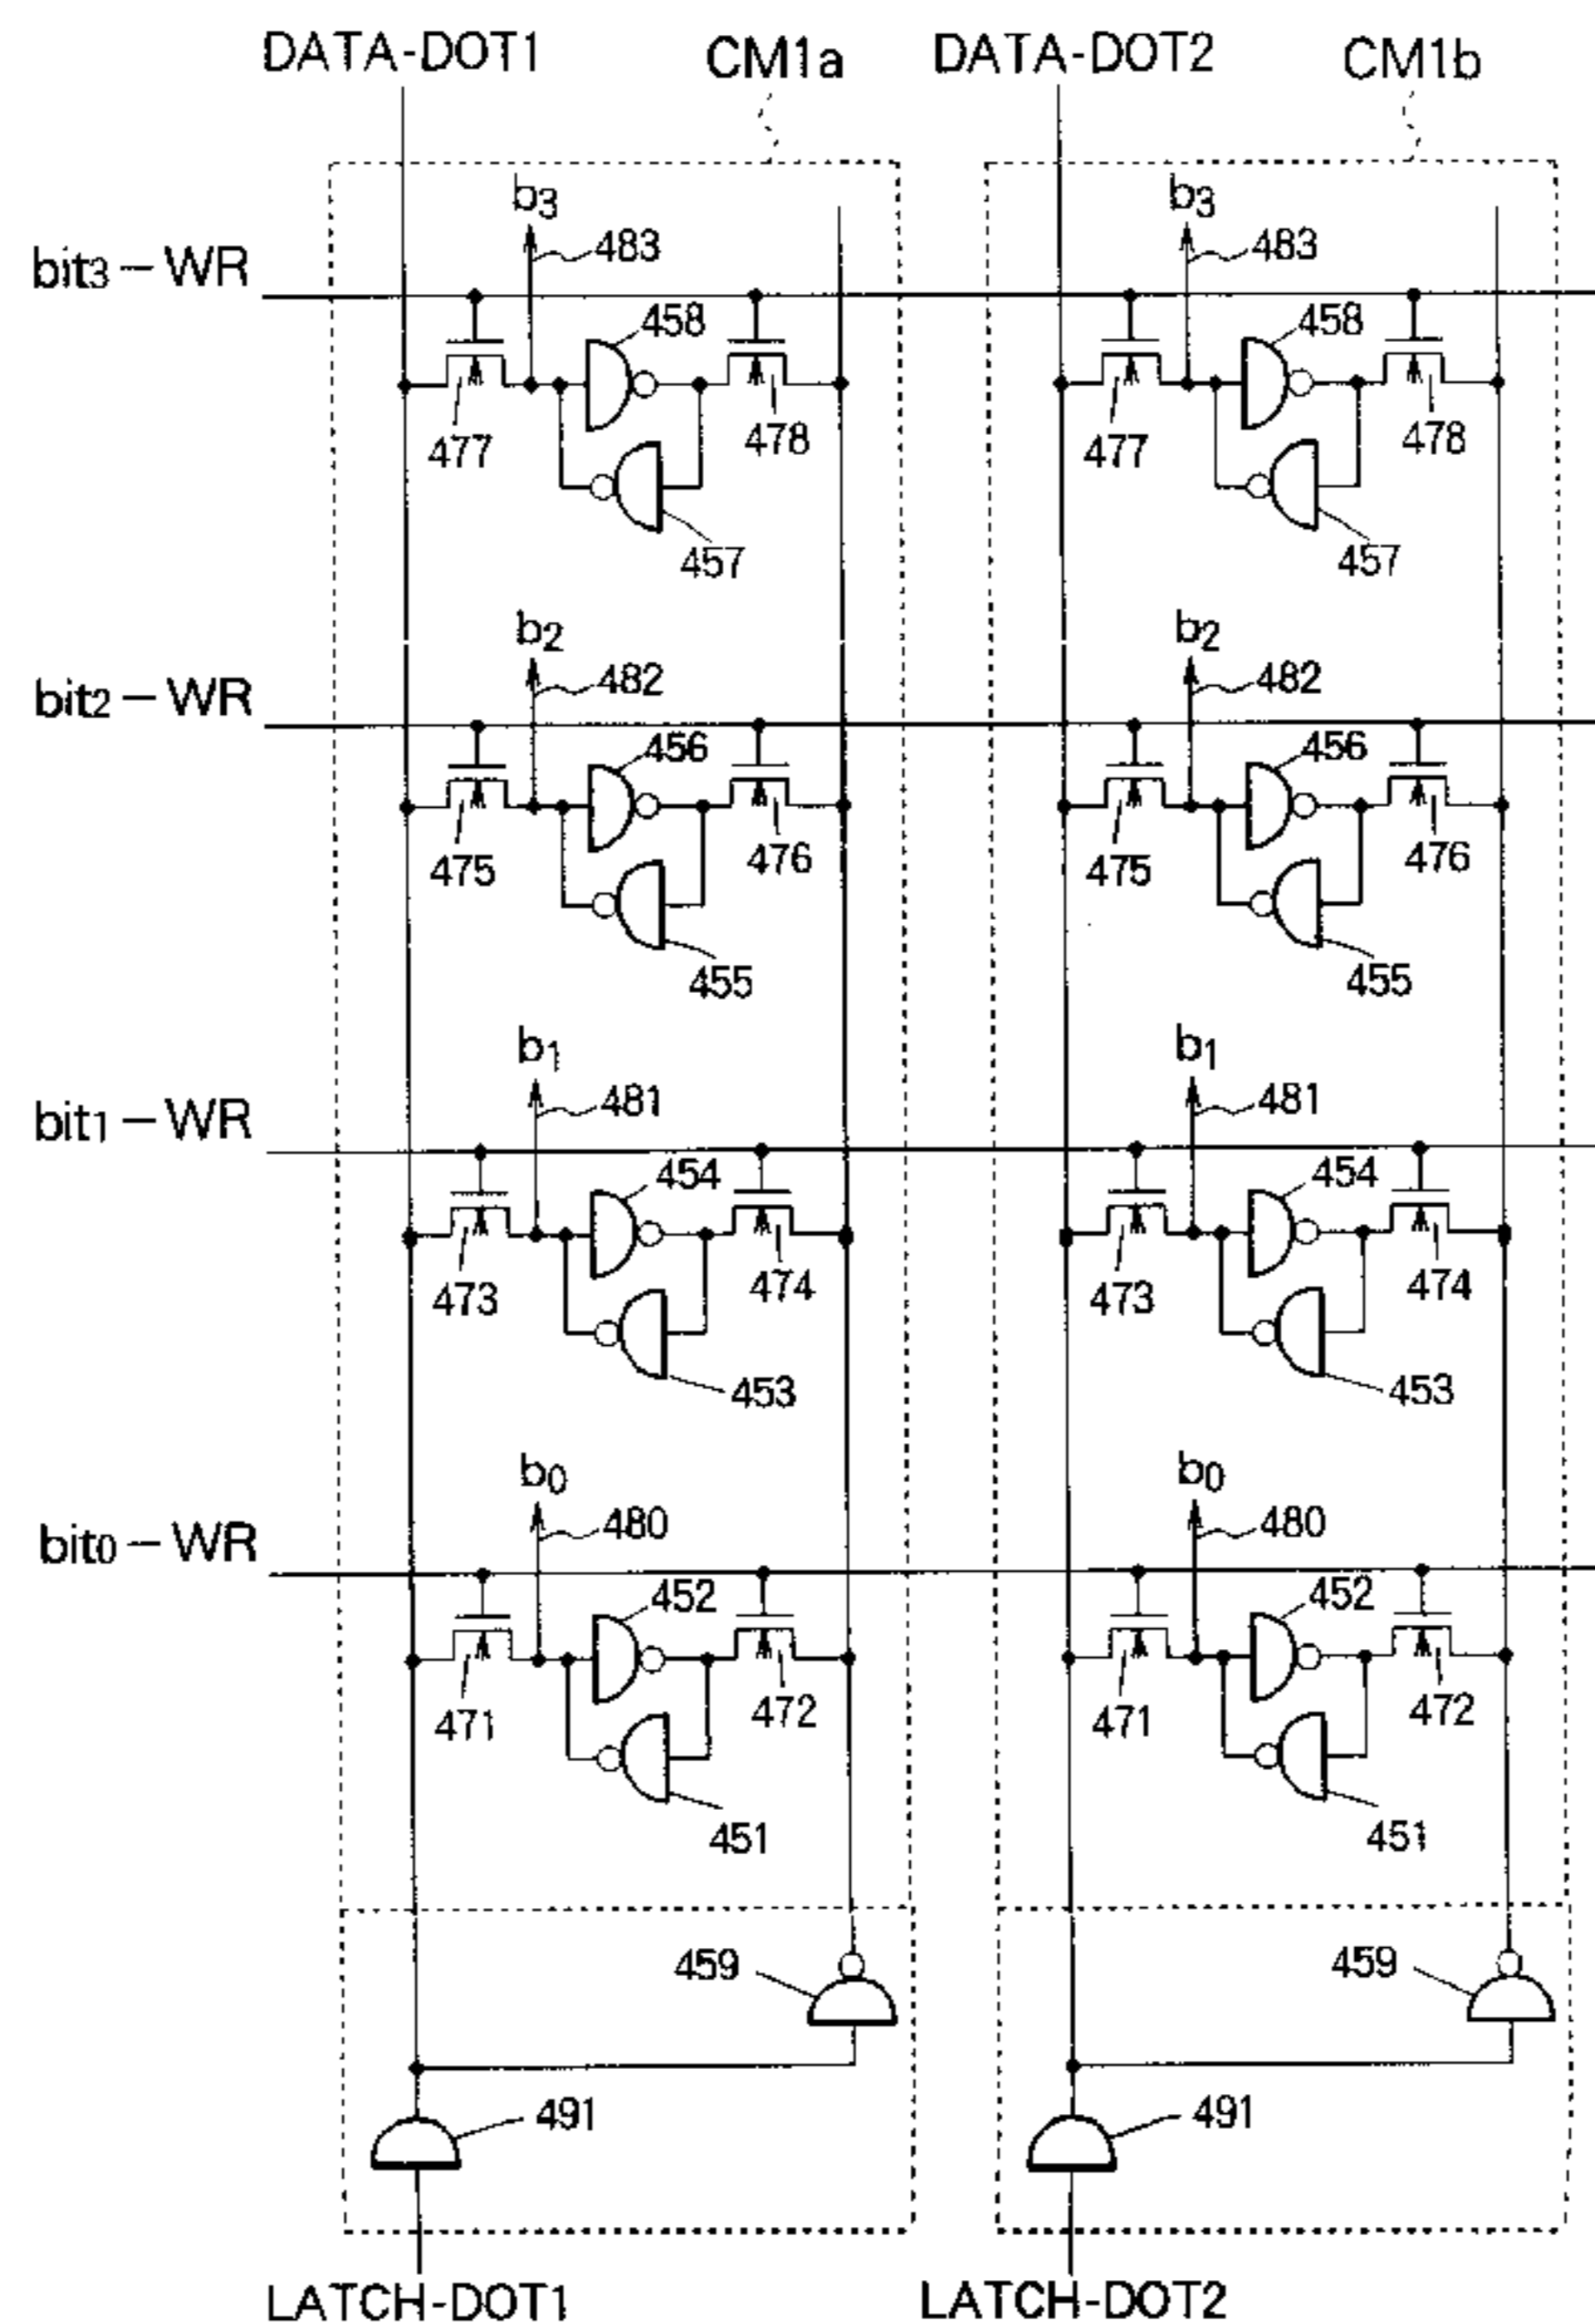 DATA-DOT1 CM1a DATA-DOT2 CM1b
b3 b3
483 483
bit3-WR
458 458
477 478 477 478
457 457
b2 b2
482 482
bit2-WR
456 456
475 476 475 476
455 455
b1 b1
481 481
bit1-WR
454 454
473 474 473 474
453 453
b0 b0
480 480
bit0-WR
452 452
471 472 471 472
451 451
459 459
491 491
LATCH-DOT1 LATCH-DOT2